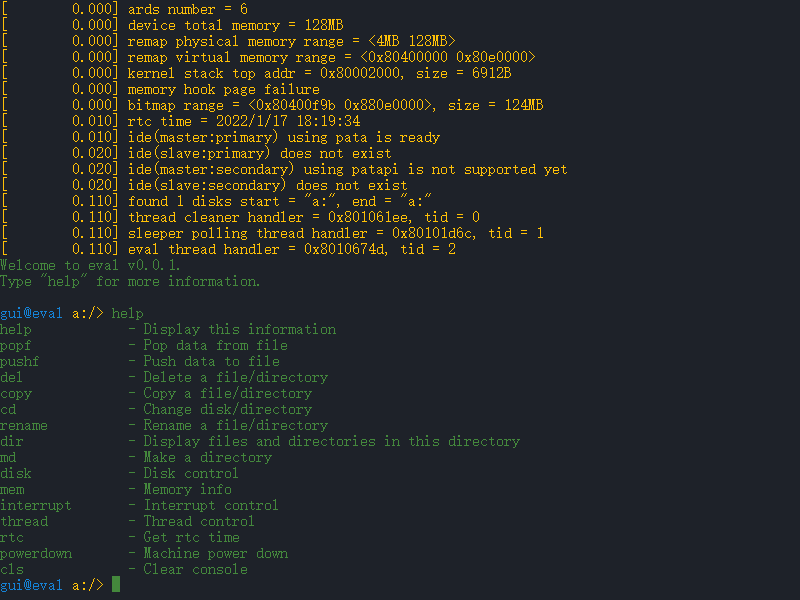 [        0.000] ards number = 6
[        0.000] device total memory = 128MB
[        0.000] remap physical memory range = <4MB 128MB>
[        0.000] remap virtual memory range = <0x80400000 0x80e0000>
[        0.000] kernel stack top addr = 0x80002000, size = 6912B
[        0.000] memory hook page failure
[        0.000] bitmap range = <0x80400f9b 0x880e0000>, size = 124MB
[        0.010] rtc time = 2022/1/17 18:19:34
[        0.010] ide(master:primary) using pata is ready
[        0.020] ide(slave:primary) does not exist
[        0.020] ide(master:secondary) using patapi is not supported yet
[        0.020] ide(slave:secondary) does not exist
[        0.110] found 1 disks start = "a:", end = "a:"
[        0.110] thread cleaner handler = 0x801061ee, tid = 0
[        0.110] sleeper polling thread handler = 0x80101d6c, tid = 1
[        0.110] eval thread handler = 0x8010674d, tid = 2
Welcome to eval v0.0.1.
Type "help" for more information.
gui@eval a:/> help
help            - Display this information
popf            - Pop data from file
pushf           - Push data to file
del             - Delete a file/directory
copy            - Copy a file/directory
cd              - Change disk/directory
rename          - Rename a file/directory
dir             - Display files and directories in this directory
md              - Make a directory
disk            - Disk control
mem             - Memory info
interrupt       - Interrupt control
thread          - Thread control
rtc             - Get rtc time
powerdown       - Machine power down
cls             - Clear console
gui@eval a:/>